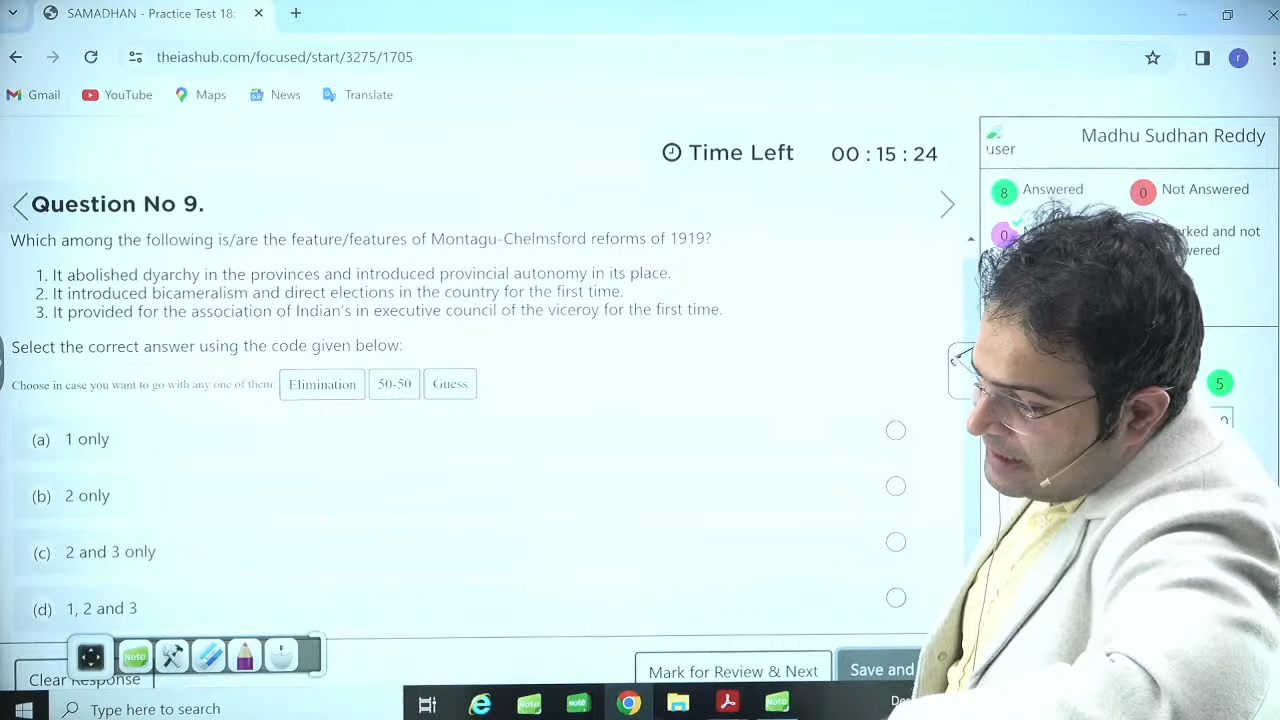 SAMADHAN - Practice Test 18:
theiashub.com/focused/start/3275/1705
r
Gmail YouTube Maps News Translate
Time Left 00 : 15 : 24
Madhu Sudhan Reddy
user
8 Answered 0 Not Answered
0
Question No 9.
Which among the following is/are the feature/features of Montagu-Chelmsford reforms of 1919?
1. It abolished dyarchy in the provinces and introduced provincial autonomy in its place.
2. It introduced bicameralism and direct elections in the country for the first time.
3. It provided for the association of Indian's in executive council of the viceroy for the first time.
Select the correct answer using the code given below:
Choose in case you want to go with any one of them: Elimination 50-50 Guess
5
(a) 1 only
(b) 2 only
(c) 2 and 3 only
(d) 1, 2 and 3
Note
Clear Response
Mark for Review & Next
Save and
Type here to search
Note Note Note